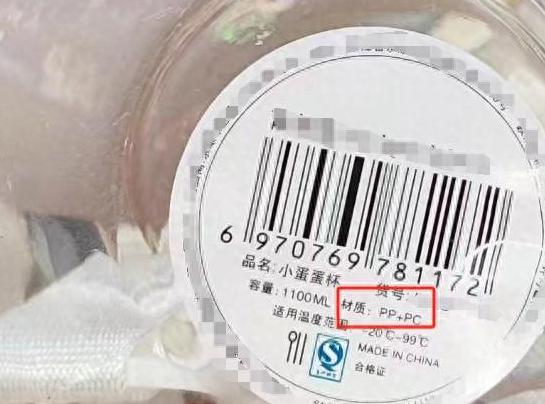 6 970769 781172
品名: 小蛋蛋杯 货号:
容量: 1100ML 材质: PP+PC
适用温度范围: -20℃-99℃
QS MADE IN CHINA
合格证